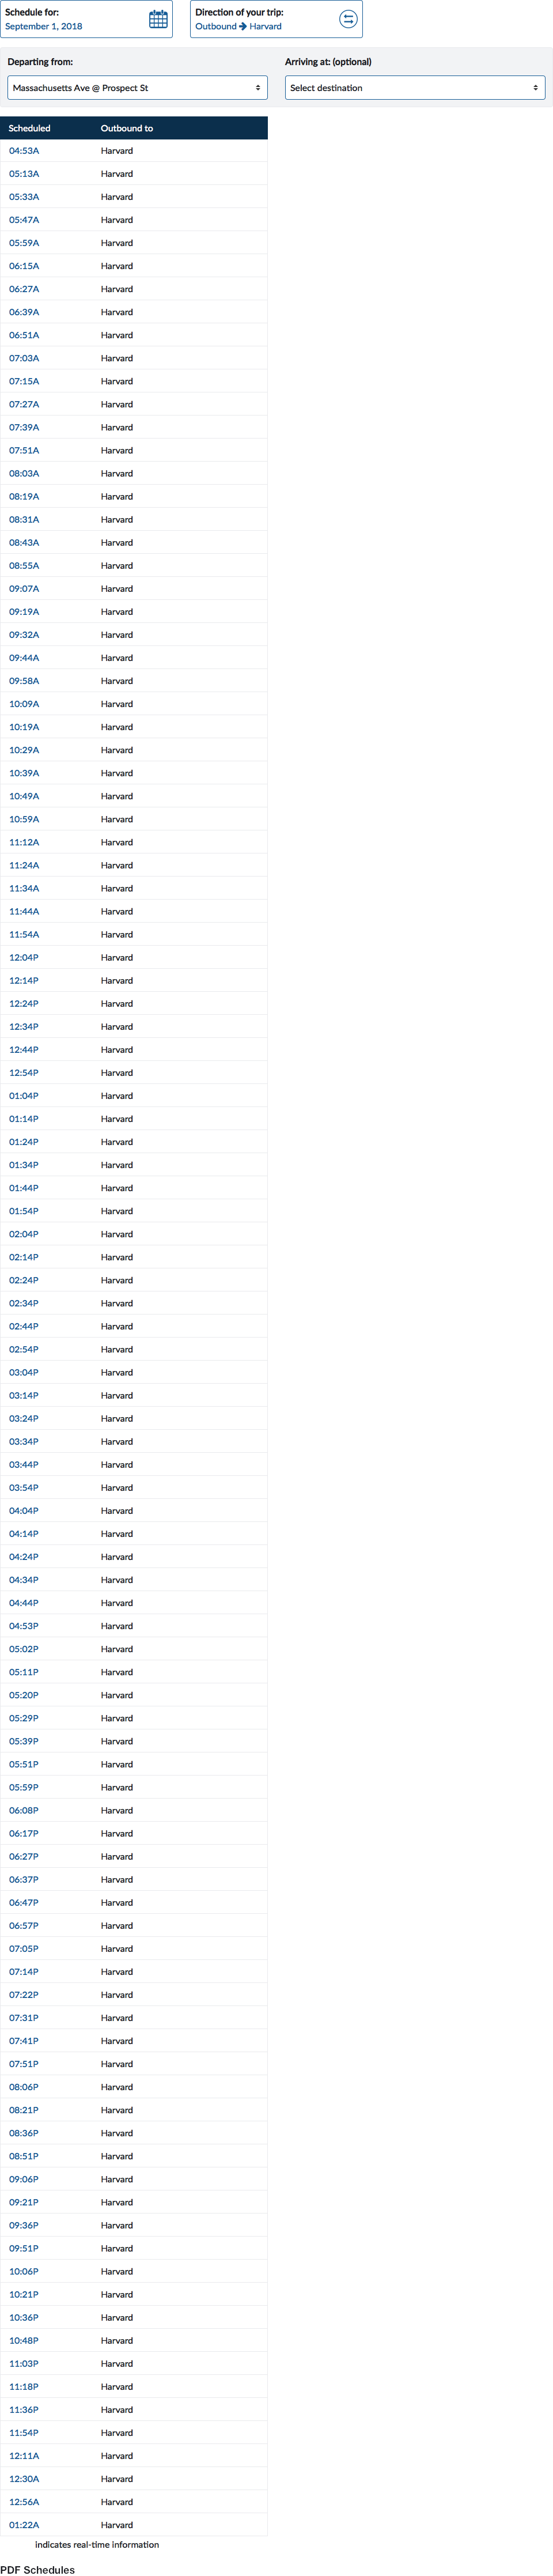 Schedule for:
September 1, 2018
Direction of your trip:
Outbound → Harvard
Departing from:
Massachusetts Ave @ Prospect St
Arriving at: (optional)
Select destination
Scheduled Outbound to
04:53A Harvard
05:13A Harvard
05:33A Harvard
05:47A Harvard
05:59A Harvard
06:15A Harvard
06:27A Harvard
06:39A Harvard
06:51A Harvard
07:03A Harvard
07:15A Harvard
07:27A Harvard
07:39A Harvard
07:51A Harvard
08:03A Harvard
08:19A Harvard
08:31A Harvard
08:43A Harvard
08:55A Harvard
09:07A Harvard
09:19A Harvard
09:32A Harvard
09:44A Harvard
09:58A Harvard
10:09A Harvard
10:19A Harvard
10:29A Harvard
10:39A Harvard
10:49A Harvard
10:59A Harvard
11:12A Harvard
11:24A Harvard
11:34A Harvard
11:44A Harvard
11:54A Harvard
12:04P Harvard
12:14P Harvard
12:24P Harvard
12:34P Harvard
12:44P Harvard
12:54P Harvard
01:04P Harvard
01:14P Harvard
01:24P Harvard
01:34P Harvard
01:44P Harvard
01:54P Harvard
02:04P Harvard
02:14P Harvard
02:24P Harvard
02:34P Harvard
02:44P Harvard
02:54P Harvard
03:04P Harvard
03:14P Harvard
03:24P Harvard
03:34P Harvard
03:44P Harvard
03:54P Harvard
04:04P Harvard
04:14P Harvard
04:24P Harvard
04:34P Harvard
04:44P Harvard
04:53P Harvard
05:02P Harvard
05:11P Harvard
05:20P Harvard
05:29P Harvard
05:39P Harvard
05:51P Harvard
05:59P Harvard
06:08P Harvard
06:17P Harvard
06:27P Harvard
06:37P Harvard
06:47P Harvard
06:57P Harvard
07:05P Harvard
07:14P Harvard
07:22P Harvard
07:31P Harvard
07:41P Harvard
07:51P Harvard
08:06P Harvard
08:21P Harvard
08:36P Harvard
08:51P Harvard
09:06P Harvard
09:21P Harvard
09:36P Harvard
09:51P Harvard
10:06P Harvard
10:21P Harvard
10:36P Harvard
10:48P Harvard
11:03P Harvard
11:18P Harvard
11:36P Harvard
11:54P Harvard
12:11A Harvard
12:30A Harvard
12:56A Harvard
01:22A Harvard
indicates real-time information
PDF Schedules